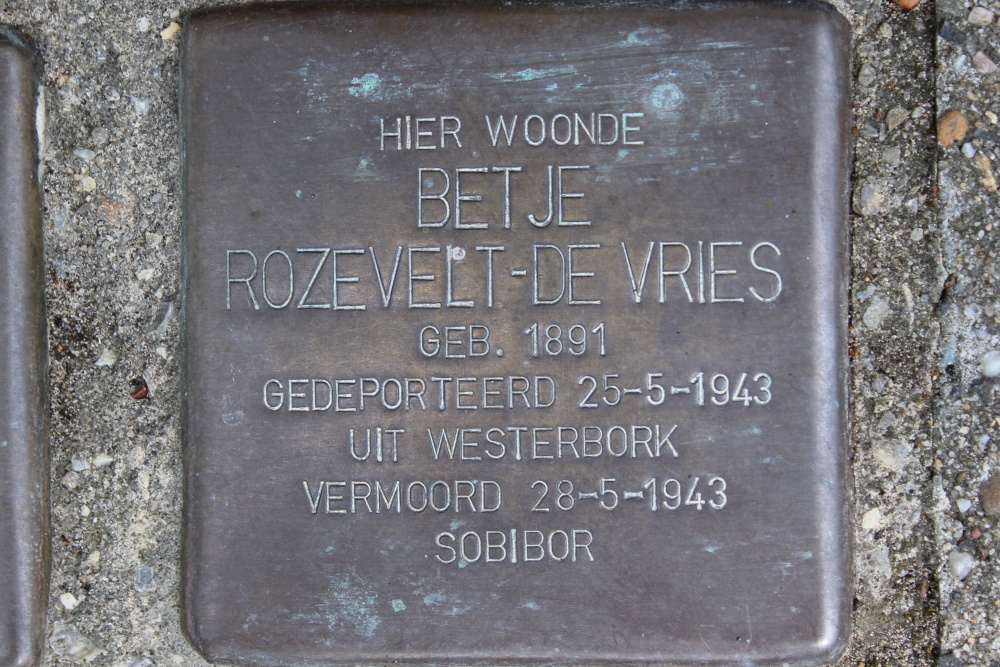 HIER WOONDE
BETJE
ROZEVELT-DE VRIES
GEB. 1891
GEDEPORTEERD 25-5-1943
UIT WESTERBORK
VERMOORD 28-5-1943
SOBIBOR